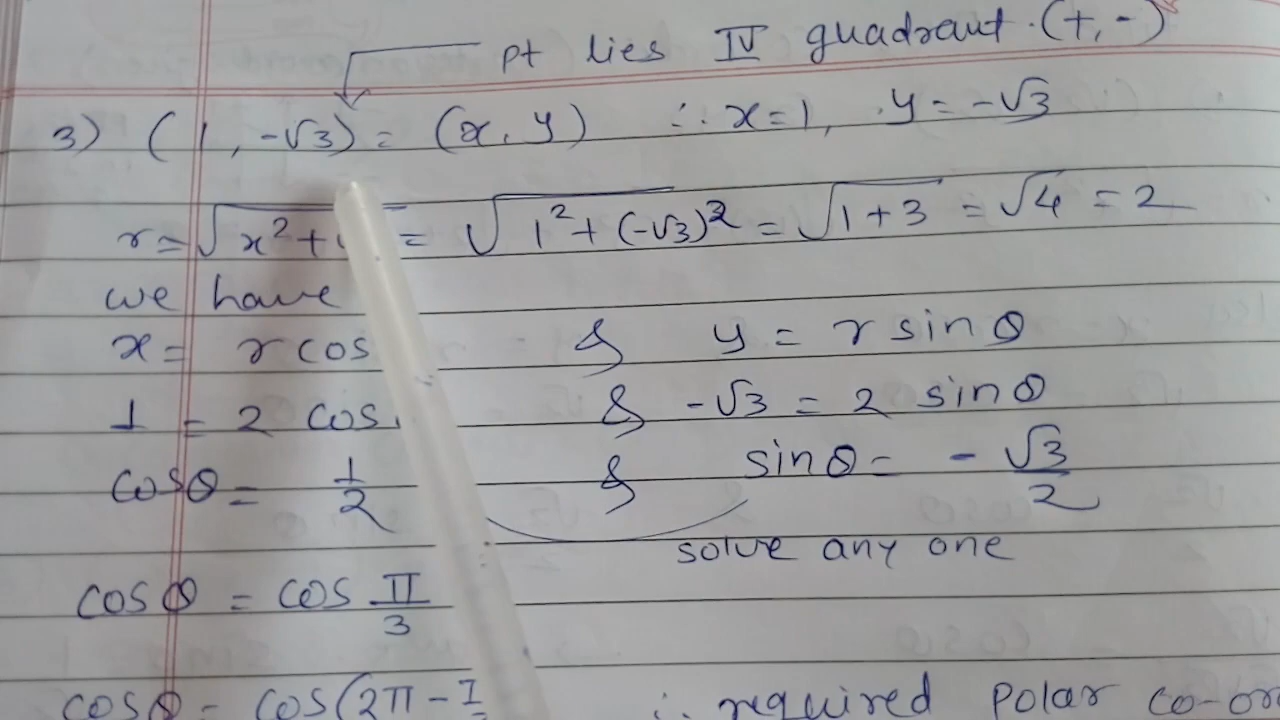 pt lies IV quadrant. (+, -)
3) (1, -√3) = (x, y) ∴ x=1, y = -√3
r = √x²+ = √1²+(-√3)² = √1+3 = √4 = 2
we have
x = r cos & y = r sin θ
1 = 2 cos & -√3 = 2 sin θ
cos θ = 1/2 & sin θ = - √3/2
solve any one
cos θ = cos π/3
cos θ = cos(2π - ∴ required Polar co-or